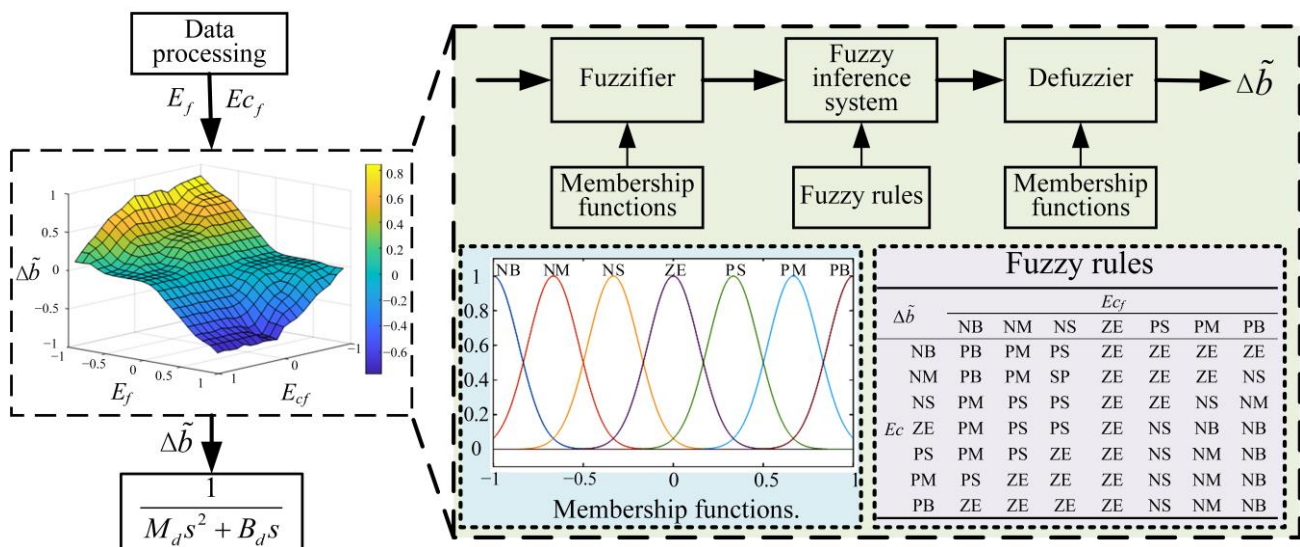 Data
processing
E_f Ec_f
1
0.5
0
−0.5
−1
Δb̃
−1
−0.5
0
0.5
1
E_f
1
0
−1
E_cf
0.8
0.6
0.4
0.2
0
−0.2
−0.4
−0.6
Δb̃
1
M_d s² + B_d s
Fuzzifier
Fuzzy
inference
system
Defuzzier
Δb̃
Membership
functions
Fuzzy rules
Membership
functions
NB NM NS ZE PS PM PB
1
0.8
0.6
0.4
0.2
0
−1 −0.5 0 0.5 1
Membership functions.
Fuzzy rules
Δb̃ Ec_f
NB NM NS ZE PS PM PB
NB PB PM PS ZE ZE ZE ZE
NM PB PM SP ZE ZE ZE NS
NS PM PS PS ZE ZE NS NM
Ec ZE PM PS PS ZE NS NB NB
PS PM PS ZE ZE NS NM NB
PM PS ZE ZE ZE NS NM NB
PB ZE ZE ZE ZE NS NM NB